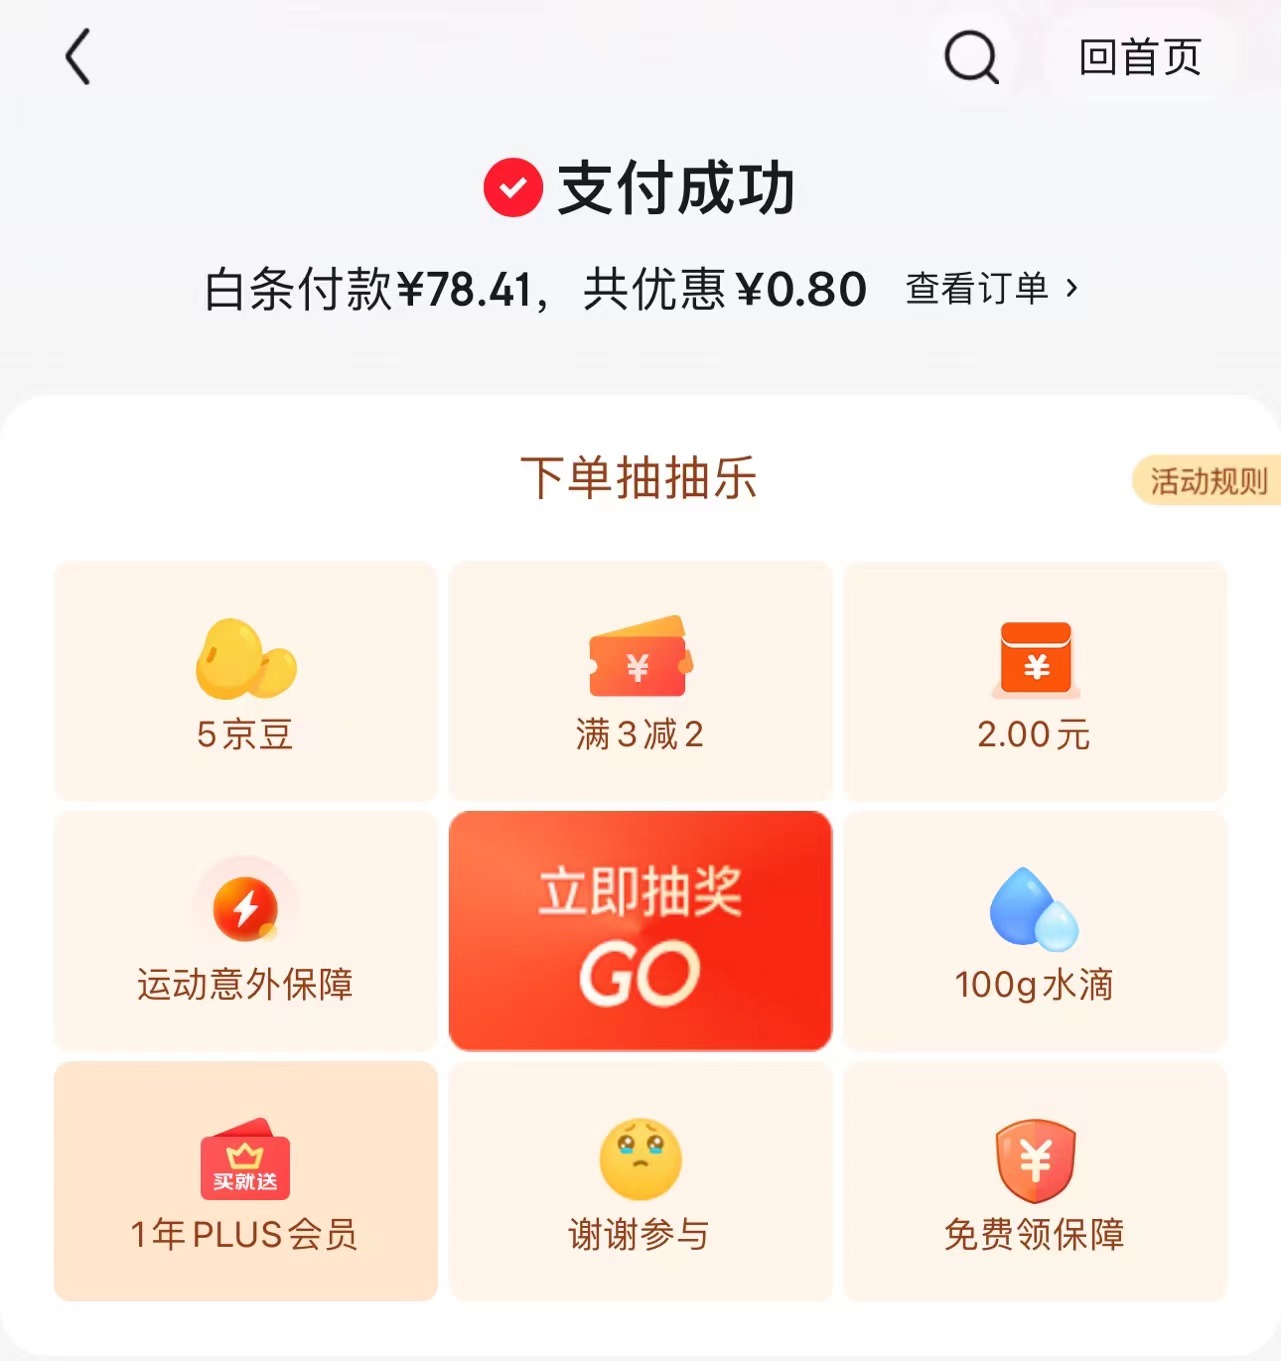 回首页
支付成功
白条付款¥78.41，共优惠¥0.80 查看订单 ›
下单抽抽乐
活动规则
5京豆
满3减2
2.00元
运动意外保障
立即抽奖
GO
100g水滴
买就送
1年PLUS会员
谢谢参与
免费领保障